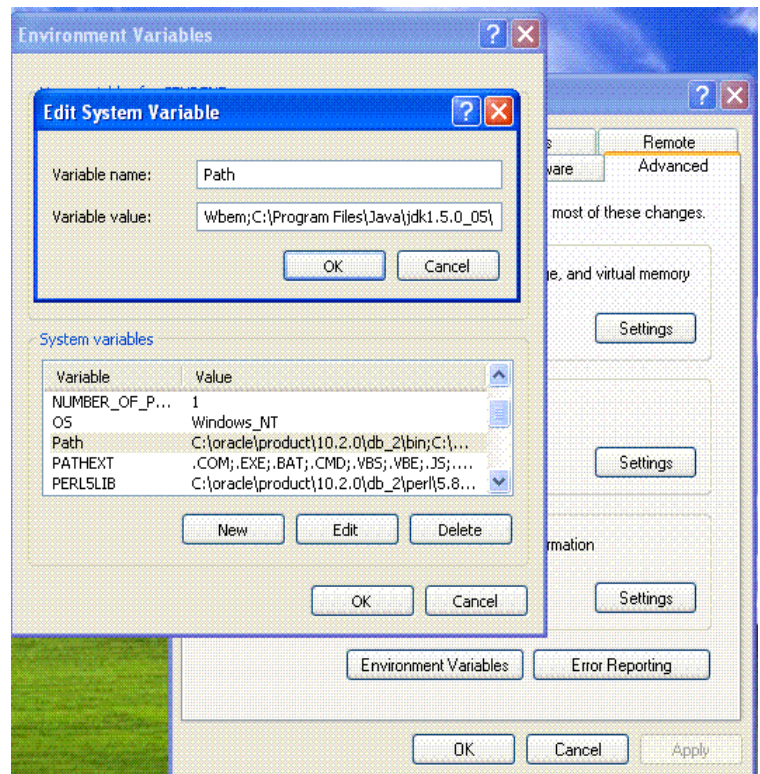 Environment Variables
Edit System Variable
Variable name: Path
Variable value: Wbem;C:\Program Files\Java\jdk1.5.0_05\
OK Cancel
System variables
Variable Value
NUMBER_OF_P... 1
OS Windows_NT
Path C:\oracle\product\10.2.0\db_2\bin;C:\...
PATHEXT .COM;.EXE;.BAT;.CMD;.VBS;.VBE;.JS;....
PERL5LIB C:\oracle\product\10.2.0\db_2\perl\5.8...
New Edit Delete
OK Cancel
Remote
Advanced
most of these changes.
and virtual memory
Settings
Settings
Settings
Environment Variables Error Reporting
OK Cancel Apply